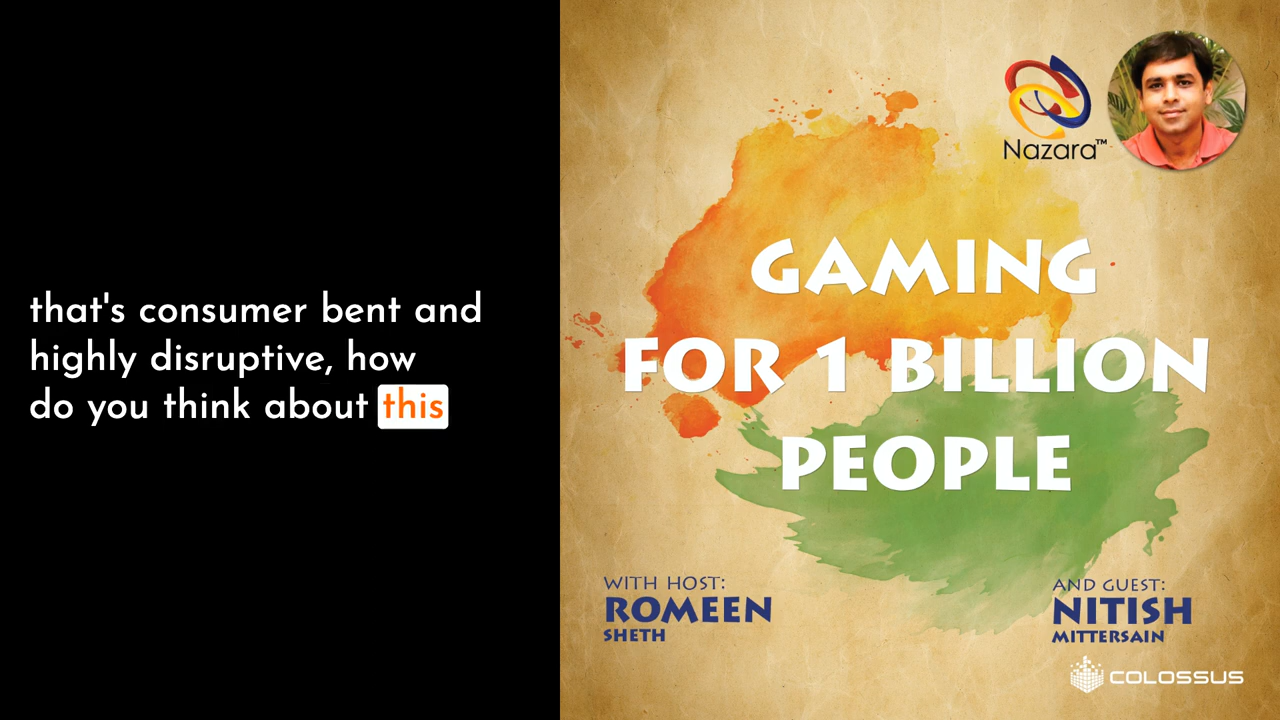 that's consumer bent and
highly disruptive, how
do you think about this
Nazara™
GAMING
FOR 1 BILLION
PEOPLE
WITH HOST:
ROMEEN
SHETH
AND GUEST:
NITISH
MITTERSAIN
COLOSSUS